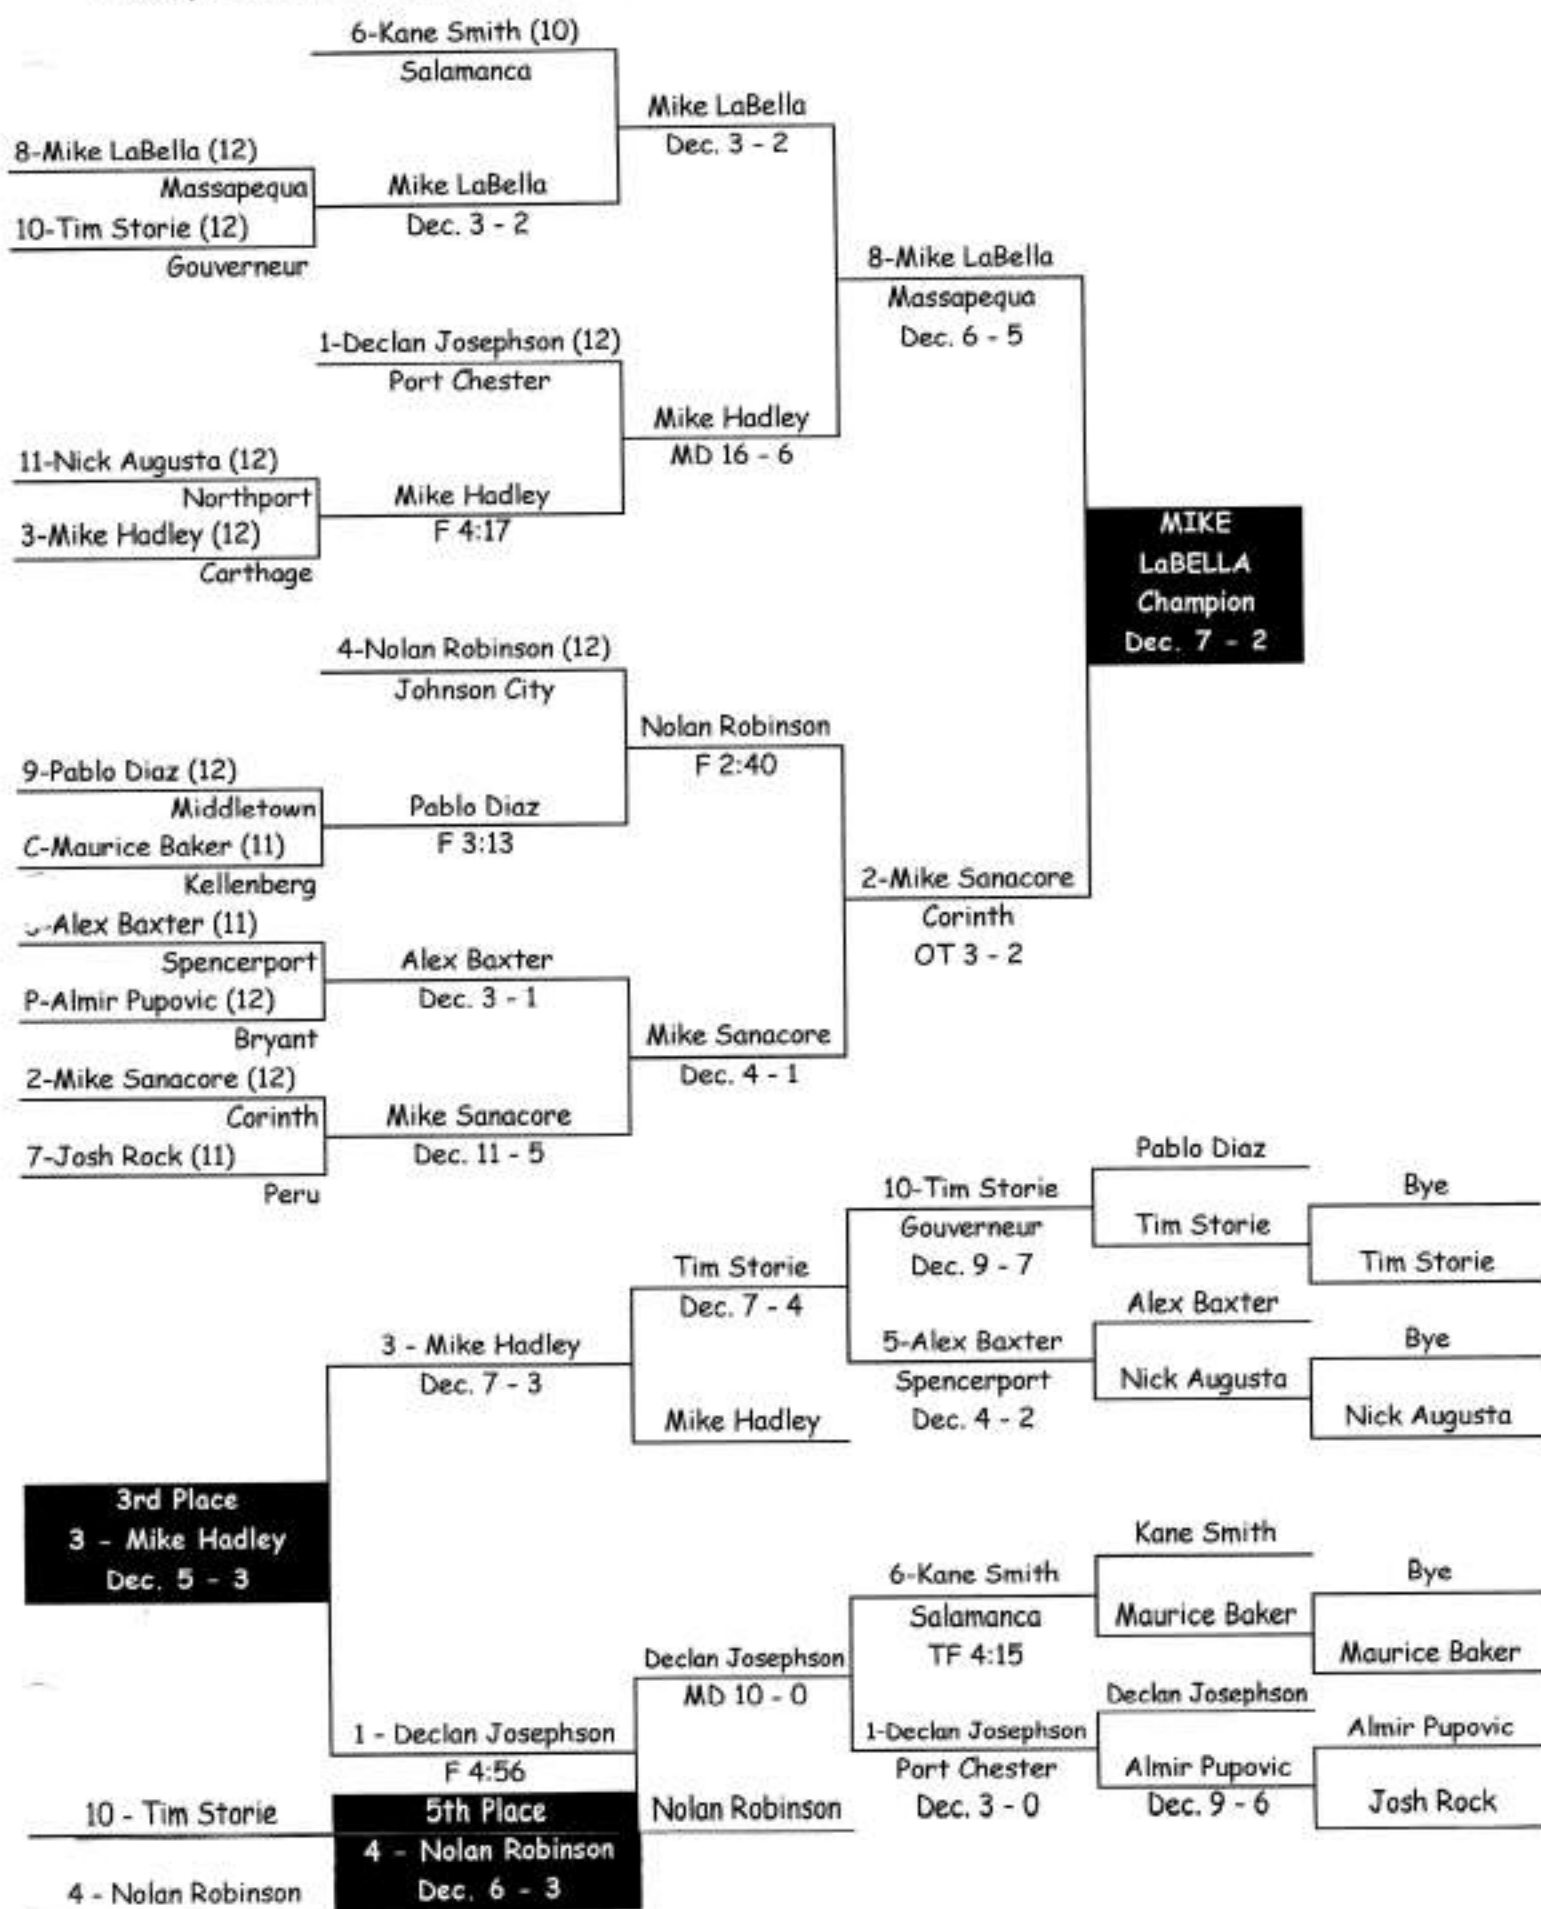 6-Kane Smith (10)
Salamanca
Mike LaBella
Dec. 3 - 2
8-Mike LaBella (12)
Massapequa
Mike LaBella
Dec. 3 - 2
10-Tim Storie (12)
Gouverneur
8-Mike LaBella
Massapequa
Dec. 6 - 5
1-Declan Josephson (12)
Port Chester
Mike Hadley
MD 16 - 6
11-Nick Augusta (12)
Northport
Mike Hadley
F 4:17
3-Mike Hadley (12)
Carthage
MIKE
LaBELLA
Champion
Dec. 7 - 2
4-Nolan Robinson (12)
Johnson City
Nolan Robinson
F 2:40
9-Pablo Diaz (12)
Middletown
Pablo Diaz
F 3:13
C-Maurice Baker (11)
Kellenberg
2-Mike Sanacore
Corinth
OT 3 - 2
-Alex Baxter (11)
Spencerport
Alex Baxter
Dec. 3 - 1
P-Almir Pupovic (12)
Bryant
Mike Sanacore
Dec. 4 - 1
2-Mike Sanacore (12)
Corinth
Mike Sanacore
Dec. 11 - 5
7-Josh Rock (11)
Peru
Pablo Diaz
10-Tim Storie
Gouverneur
Dec. 9 - 7
Bye
Tim Storie
Tim Storie
Tim Storie
Dec. 7 - 4
Alex Baxter
5-Alex Baxter
Spencerport
Dec. 4 - 2
Bye
Nick Augusta
Nick Augusta
3 - Mike Hadley
Dec. 7 - 3
Mike Hadley
3rd Place
3 - Mike Hadley
Dec. 5 - 3
Kane Smith
6-Kane Smith
Salamanca
TF 4:15
Bye
Maurice Baker
Maurice Baker
Declan Josephson
MD 10 - 0
Declan Josephson
1-Declan Josephson
Port Chester
Dec. 3 - 0
Almir Pupovic
Almir Pupovic
Dec. 9 - 6
Josh Rock
1 - Declan Josephson
F 4:56
Nolan Robinson
10 - Tim Storie
5th Place
4 - Nolan Robinson
Dec. 6 - 3
4 - Nolan Robinson